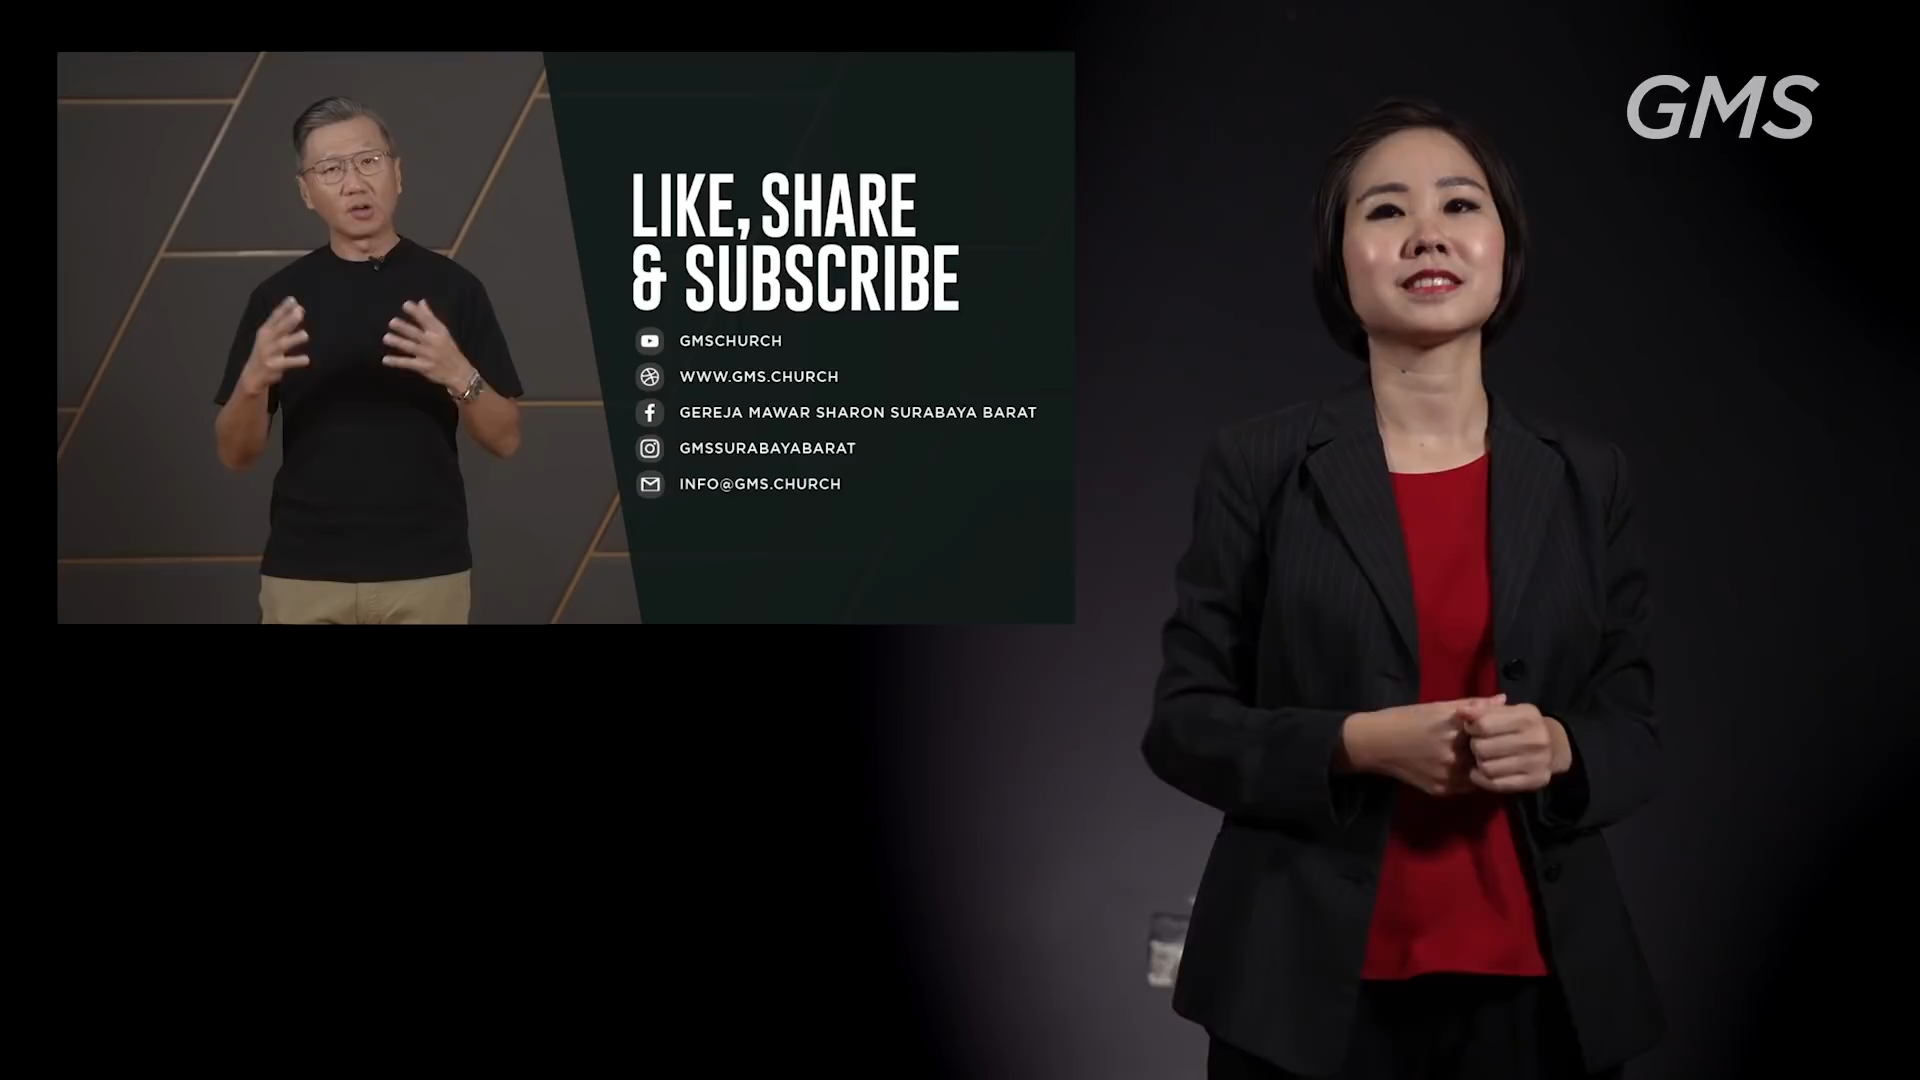 GMS
LIKE, SHARE
& SUBSCRIBE
GMSCHURCH
WWW.GMS.CHURCH
GEREJA MAWAR SHARON SURABAYA BARAT
GMSSURABAYABARAT
INFO@GMS.CHURCH